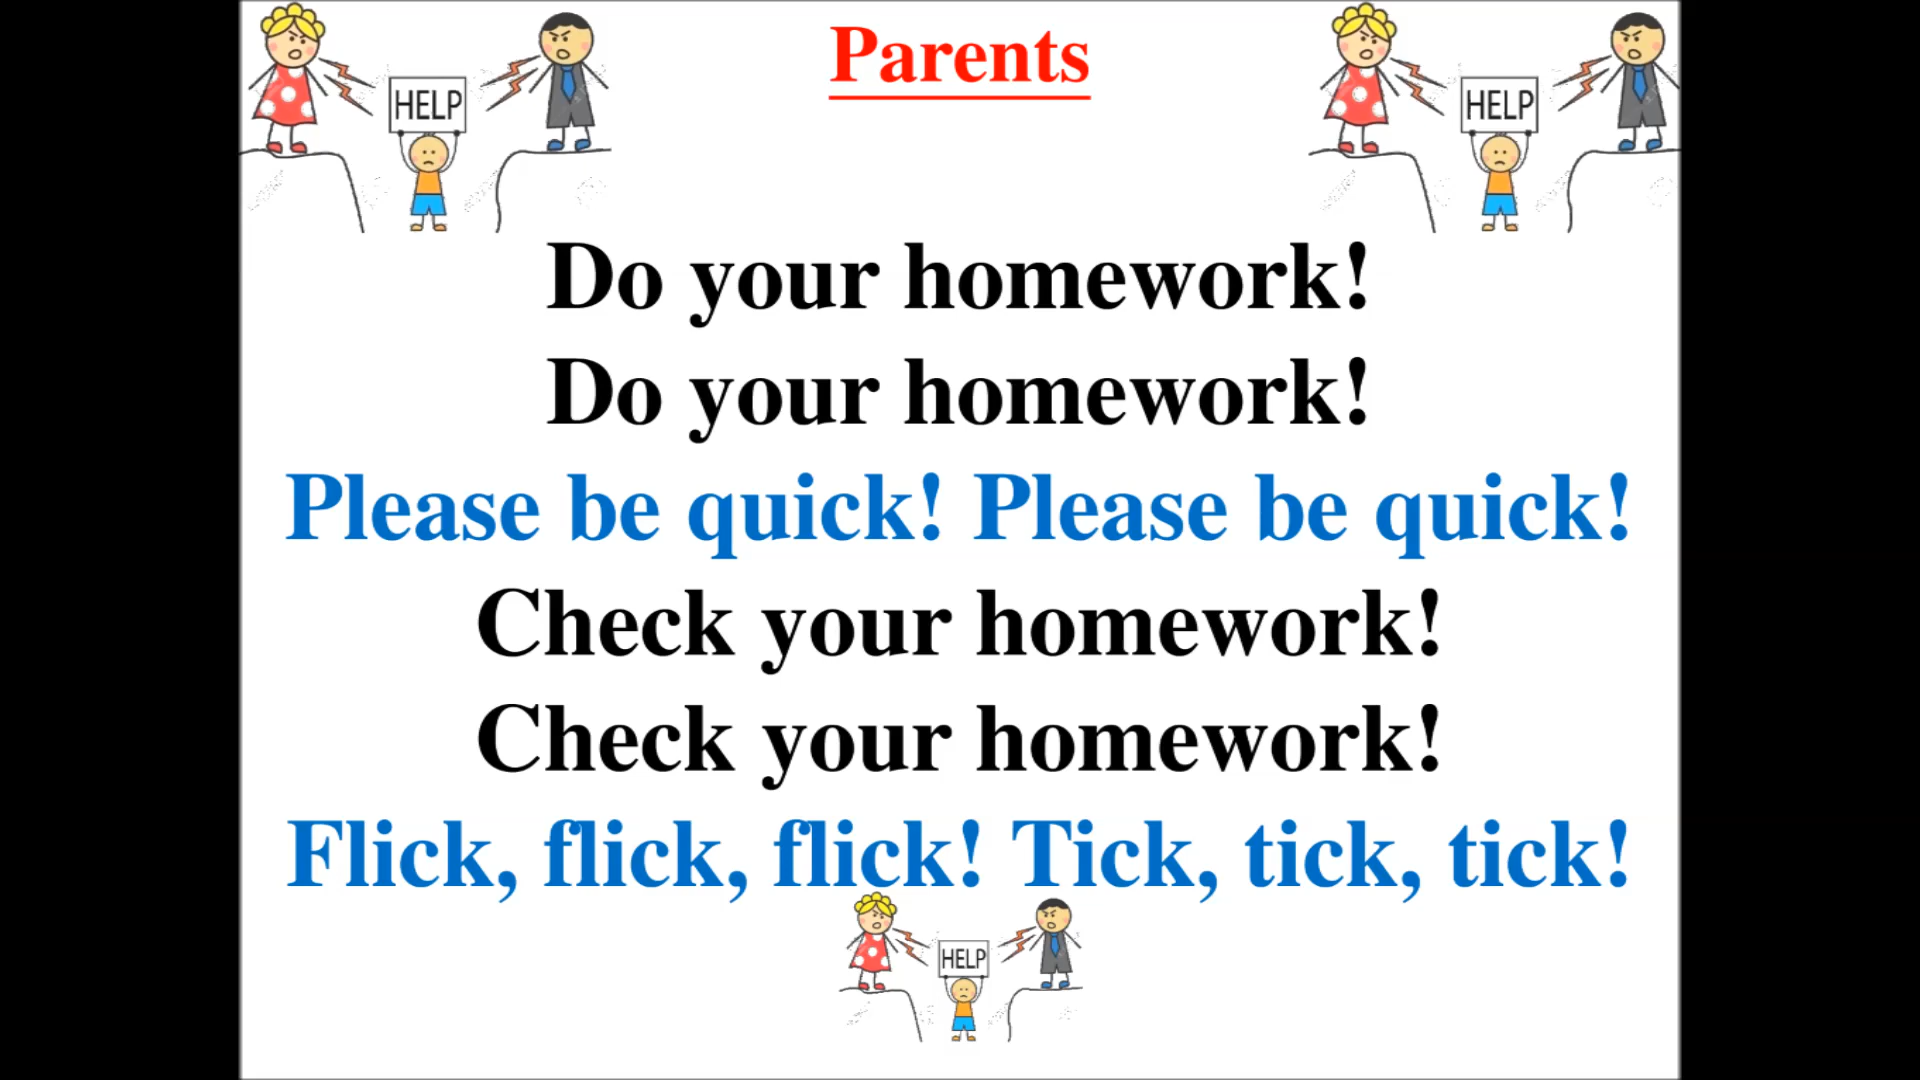 Parents
HELP
HELP
Do your homework!
Do your homework!
Please be quick! Please be quick!
Check your homework!
Check your homework!
Flick, flick, flick! Tick, tick, tick!
HELP